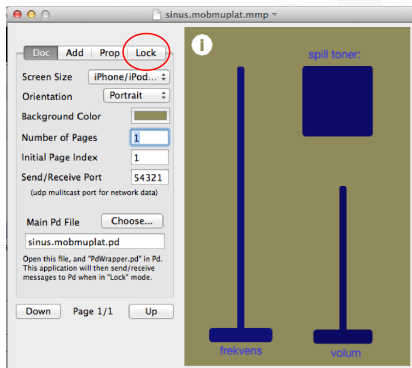 sinus.mobmuplat.mmp
Doc Add Prop Lock
Screen Size iPhone/iPod...
Orientation Portrait
Background Color
Number of Pages 1
Initial Page Index 1
Send/Receive Port 54321
(udp mulitcast port for network data)
Main Pd File Choose...
sinus.mobmuplat.pd
Open this file, and "PdWrapper.pd" in Pd.
This application will then send/receive
messages to Pd when in "Lock" mode.
Down Page 1/1 Up
i
spill toner:
frekvens
volum